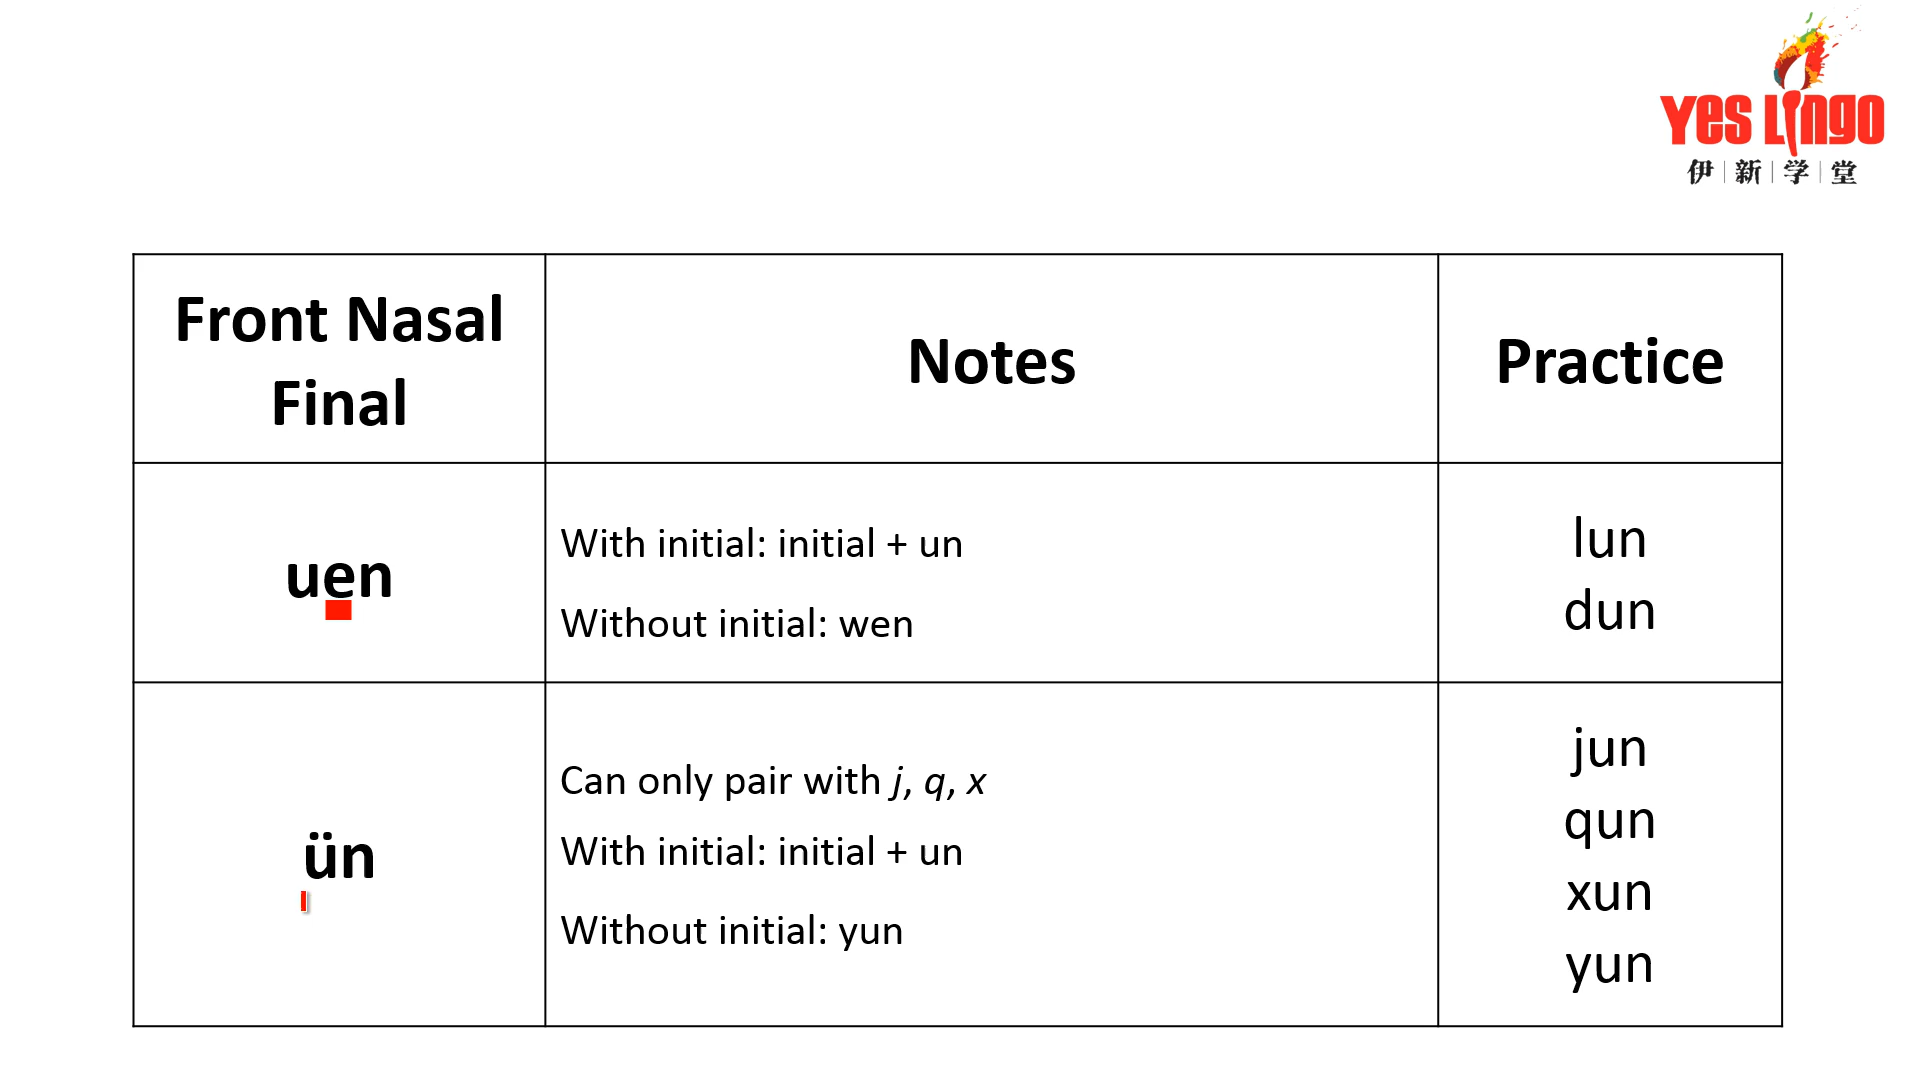 Yes Lingo
伊|新|学|堂
Front Nasal
Final
Notes
Practice
uen
With initial: initial + un
Without initial: wen
lun
dun
ün
Can only pair with j, q, x
With initial: initial + un
Without initial: yun
jun
qun
xun
yun